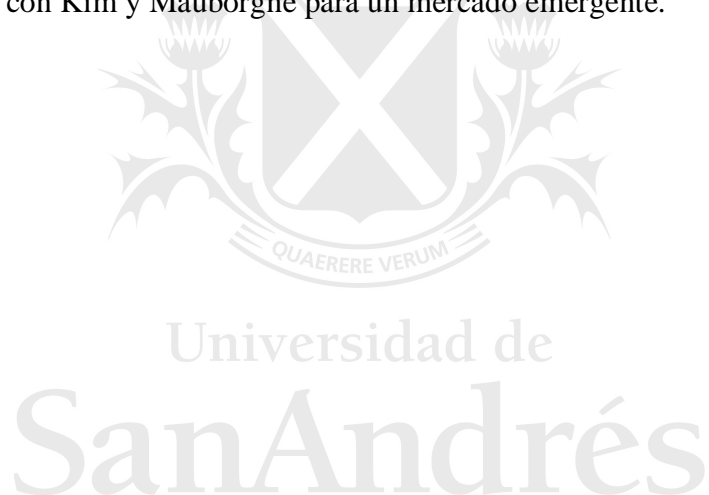 con Kim y Mauborgne para un mercado emergente.
QUAERERE VERUM
Universidad de
SanAndrés